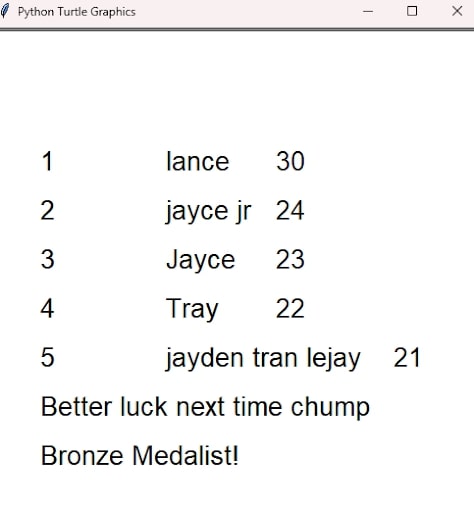 Python Turtle Graphics
1 lance 30
2 jayce jr 24
3 Jayce 23
4 Tray 22
5 jayden tran lejay 21
Better luck next time chump
Bronze Medalist!